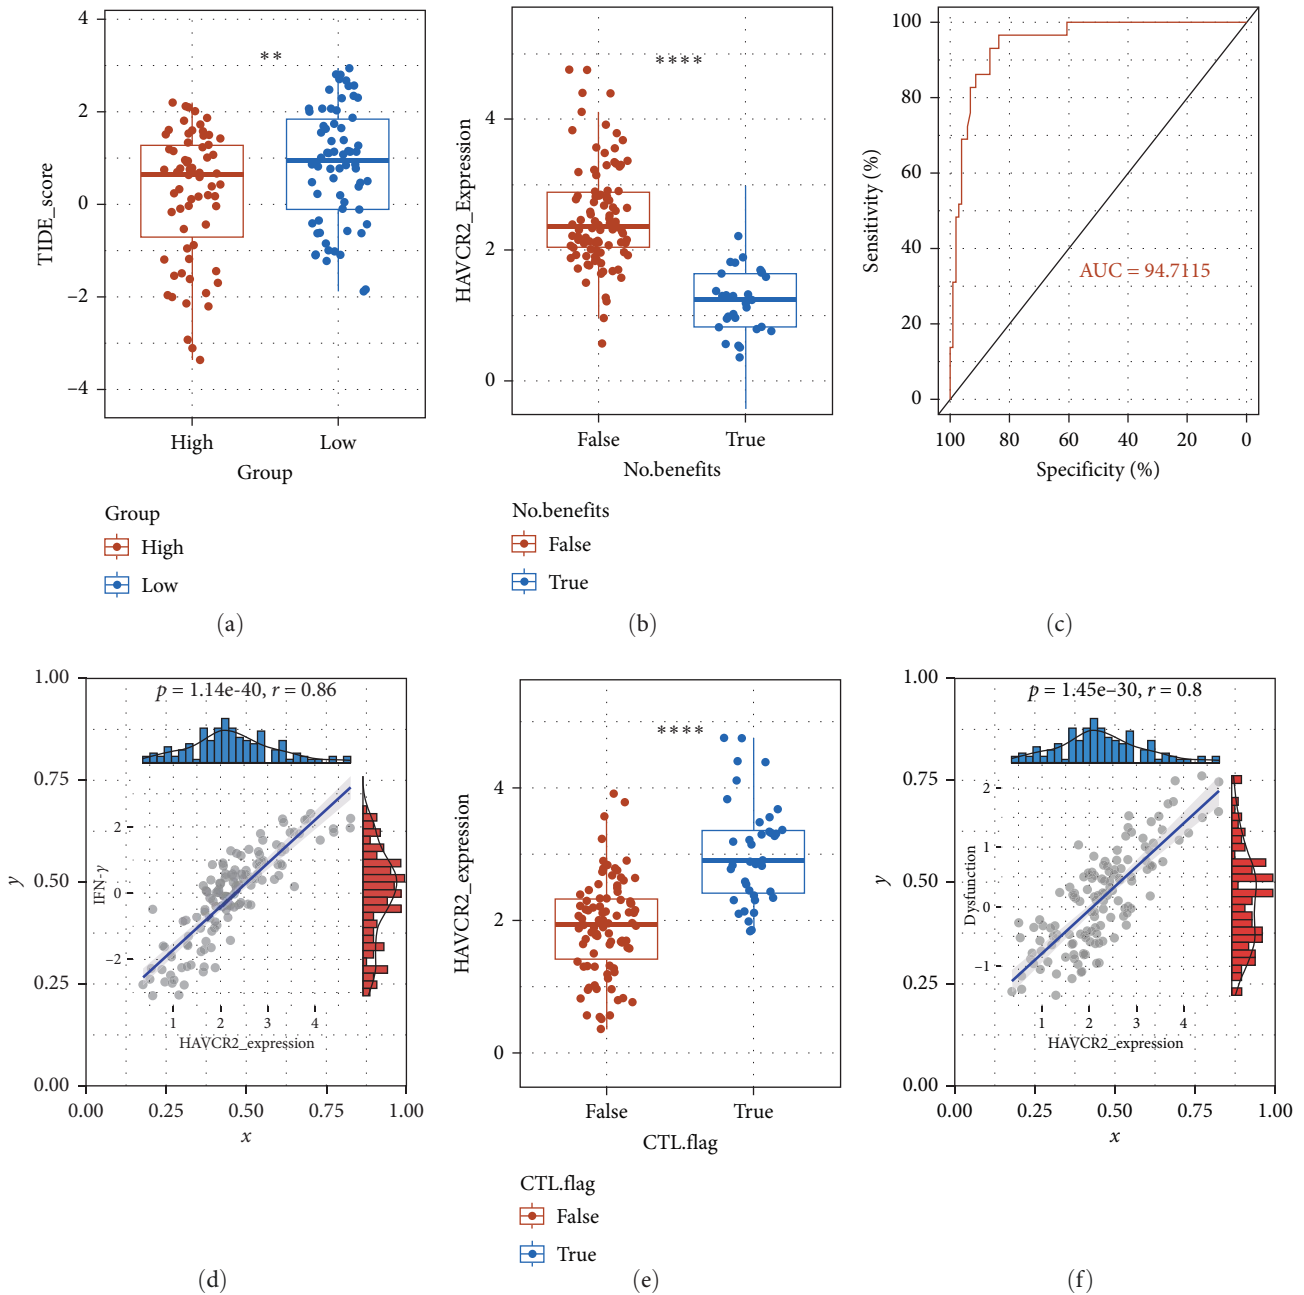 4
2
0
−2
−4
TIDE_score
**
High
Low
Group
Group
High
Low
(a)
4
2
0
HAVCR2_Expression
****
False
True
No.benefits
No.benefits
False
True
(b)
100
80
60
40
20
0
Sensitivity (%)
AUC = 94.7115
100 80 60 40 20 0
Specificity (%)
(c)
1.00
0.75
0.50
0.25
0.00
y
p = 1.14e-40, r = 0.86
2
0
−2
IFN-γ
1 2 3 4
HAVCR2_expression
0.00 0.25 0.50 0.75 1.00
x
(d)
4
2
0
HAVCR2_expression
****
False
True
CTL.flag
CTL.flag
False
True
(e)
1.00
0.75
0.50
0.25
0.00
y
p = 1.45e−30, r = 0.8
2
1
0
−1
Dysfunction
1 2 3 4
HAVCR2_expression
0.00 0.25 0.50 0.75 1.00
x
(f)